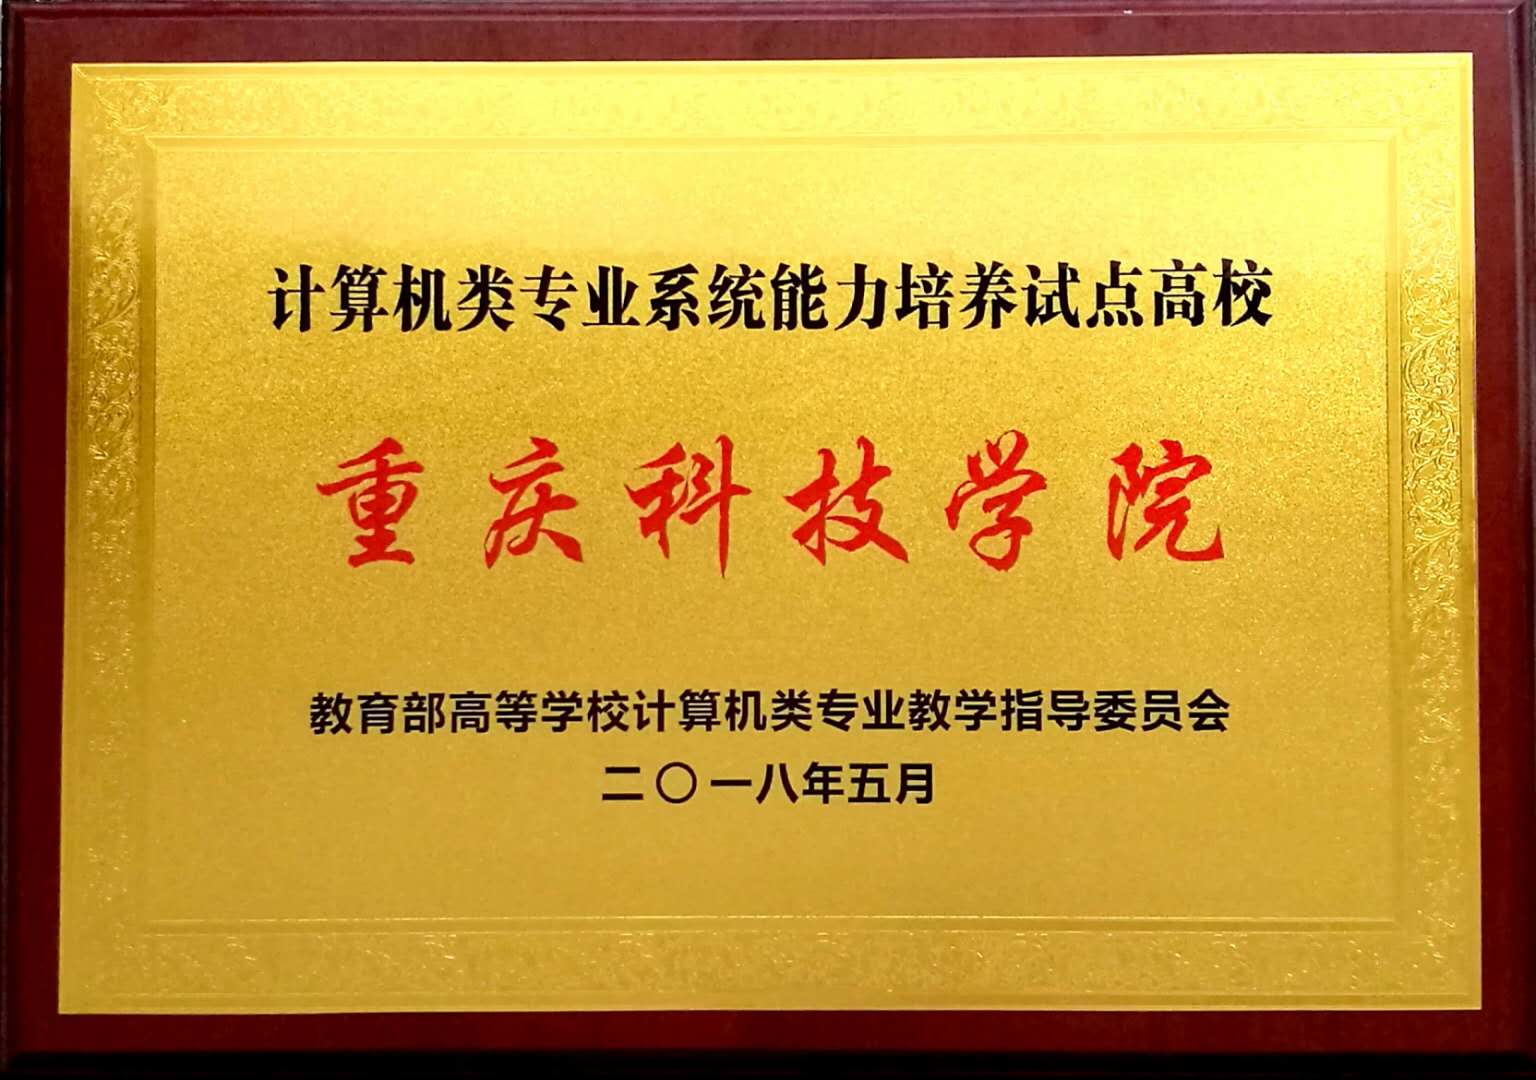 计算机类专业系统能力培养试点高校
重庆科技学院
教育部高等学校计算机类专业教学指导委员会
二〇一八年五月